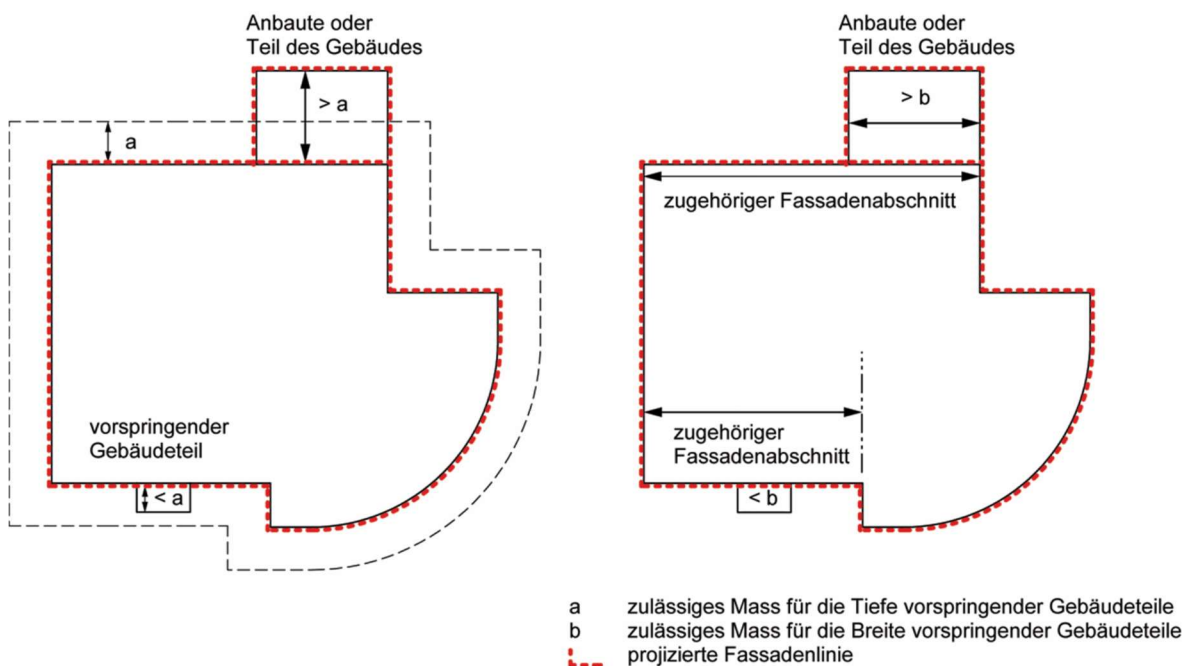 Anbaute oder
Teil des Gebäudes
> a
a
vorspringender
Gebäudeteil
< a
Anbaute oder
Teil des Gebäudes
> b
zugehöriger Fassadenabschnitt
zugehöriger
Fassadenabschnitt
< b
a zulässiges Mass für die Tiefe vorspringender Gebäudeteile
b zulässiges Mass für die Breite vorspringender Gebäudeteile
projizierte Fassadenlinie